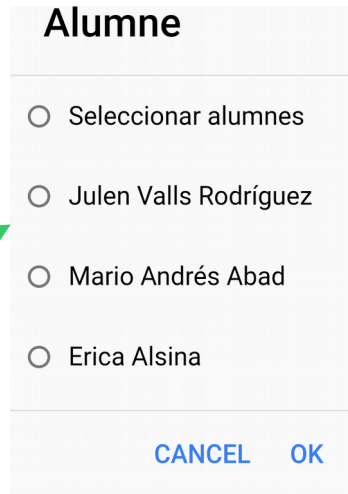 Alumne
Seleccionar alumnes
Julen Valls Rodríguez
Mario Andrés Abad
Erica Alsina
CANCEL OK